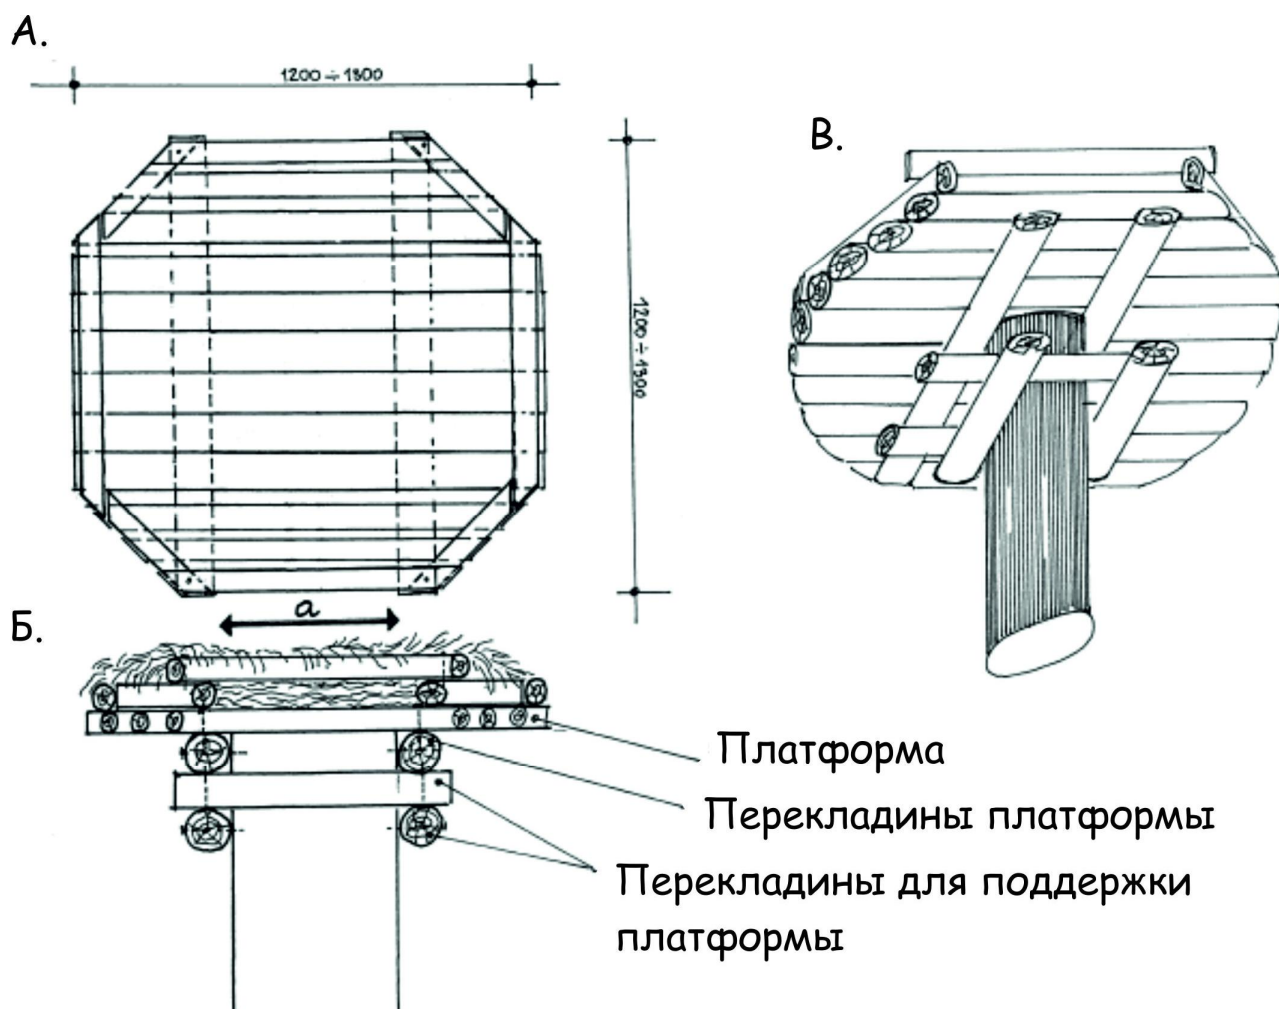 А.
1200÷1300
В.
1200÷1300
a
Б.
Платформа
Перекладины платформы
Перекладины для поддержки
платформы